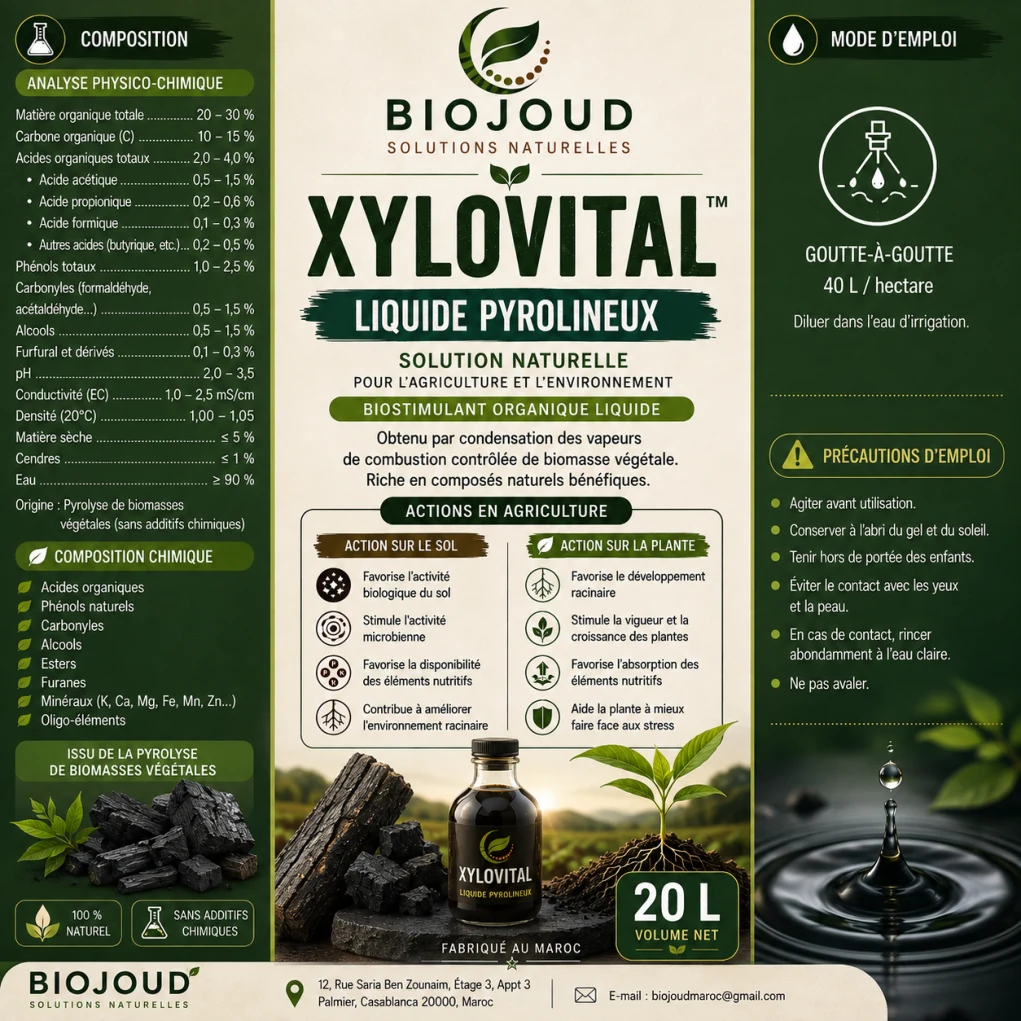 COMPOSITION
ANALYSE PHYSICO-CHIMIQUE
Matière organique totale ............. 20 – 30 %
Carbone organique (C) ............... 10 – 15 %
Acides organiques totaux .......... 2,0 – 4,0 %
• Acide acétique ................... 0,5 – 1,5 %
• Acide propionique ............... 0,2 – 0,6 %
• Acide formique .................. 0,1 – 0,3 %
• Autres acides (butyrique, etc.)... 0,2 – 0,5 %
Phénols totaux ......................... 1,0 – 2,5 %
Carbonyles (formaldéhyde,
acétaldéhyde...) ....................... 0,5 – 1,5 %
Alcools .................................... 0,5 – 15 %
Furfural et dérivés .................... 0,1 – 0,3 %
pH ............................................ 2,0 – 3,5
Conductivité (EC) ............. 1,0 – 2,5 mS/cm
Densité (20°C) ....................... 1,00 – 1,05
Matière sèche ................................ ≤ 5 %
Cendres ........................................ ≤ 1 %
Eau ............................................ ≥ 90 %
Origine : Pyrolyse de biomasses
végétales (sans additifs chimiques)
COMPOSITION CHIMIQUE
Acides organiques
Phénols naturels
Carbonyles
Alcools
Esters
Furanes
Minéraux (K, Ca, Mg, Fe, Mn, Zn...)
Oligo-éléments
ISSU DE LA PYROLYSE
DE BIOMASSES VÉGÉTALES
100 %
NATUREL
SANS ADDITIFS
CHIMIQUES
BIOJOUD
SOLUTIONS NATURELLES
XYLOVITAL™
LIQUIDE PYROLINEUX
SOLUTION NATURELLE
POUR L'AGRICULTURE ET L'ENVIRONNEMENT
BIOSTIMULANT ORGANIQUE LIQUIDE
Obtenu par condensation des vapeurs
de combustion contrôlée de biomasse végétale.
Riche en composés naturels bénéfiques.
ACTIONS EN AGRICULTURE
ACTION SUR LE SOL
Favorise l'activité
biologique du sol
Stimule l'activité
microbienne
Favorise la disponibilité
des éléments nutritifs
Contribue à améliorer
l'environnement racinaire
ACTION SUR LA PLANTE
Favorise le développement
racinaire
Stimule la vigueur et la
croissance des plantes
Favorise l'absorption des
éléments nutritifs
Aide la plante à mieux
faire face aux stress
XYLOVITAL
LIQUIDE PYROLINEUX
FABRIQUÉ AU MAROC
20 L
VOLUME NET
MODE D'EMPLOI
GOUTTE-À-GOUTTE
40 L / hectare
Diluer dans l'eau d'irrigation.
PRÉCAUTIONS D'EMPLOI
• Agiter avant utilisation.
• Conserver à l'abri du gel et du soleil.
• Tenir hors de portée des enfants.
• Éviter le contact avec les yeux
et la peau.
• En cas de contact, rincer
abondamment à l'eau claire.
• Ne pas avaler.
BIOJOUD
SOLUTIONS NATURELLES
12, Rue Saria Ben Zounaim, Étage 3, Appt 3
Palmier, Casablanca 20000, Maroc
E-mail : biojoudmaroc@gmail.com